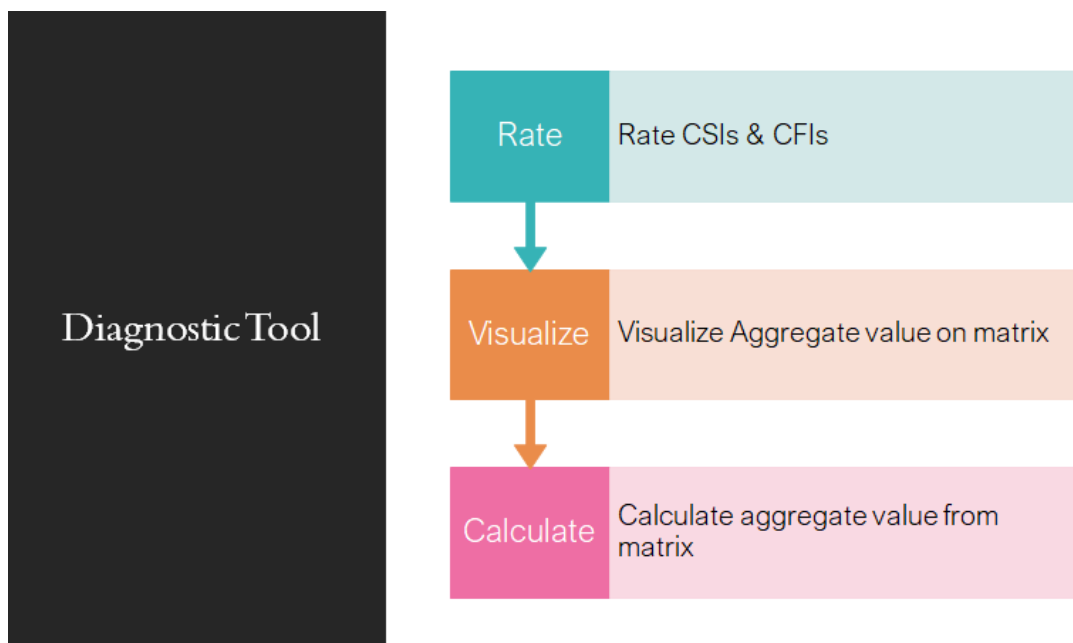 Diagnostic Tool
Rate
Rate CSIs & CFIs
Visualize
Visualize Aggregate value on matrix
Calculate
Calculate aggregate value from
matrix